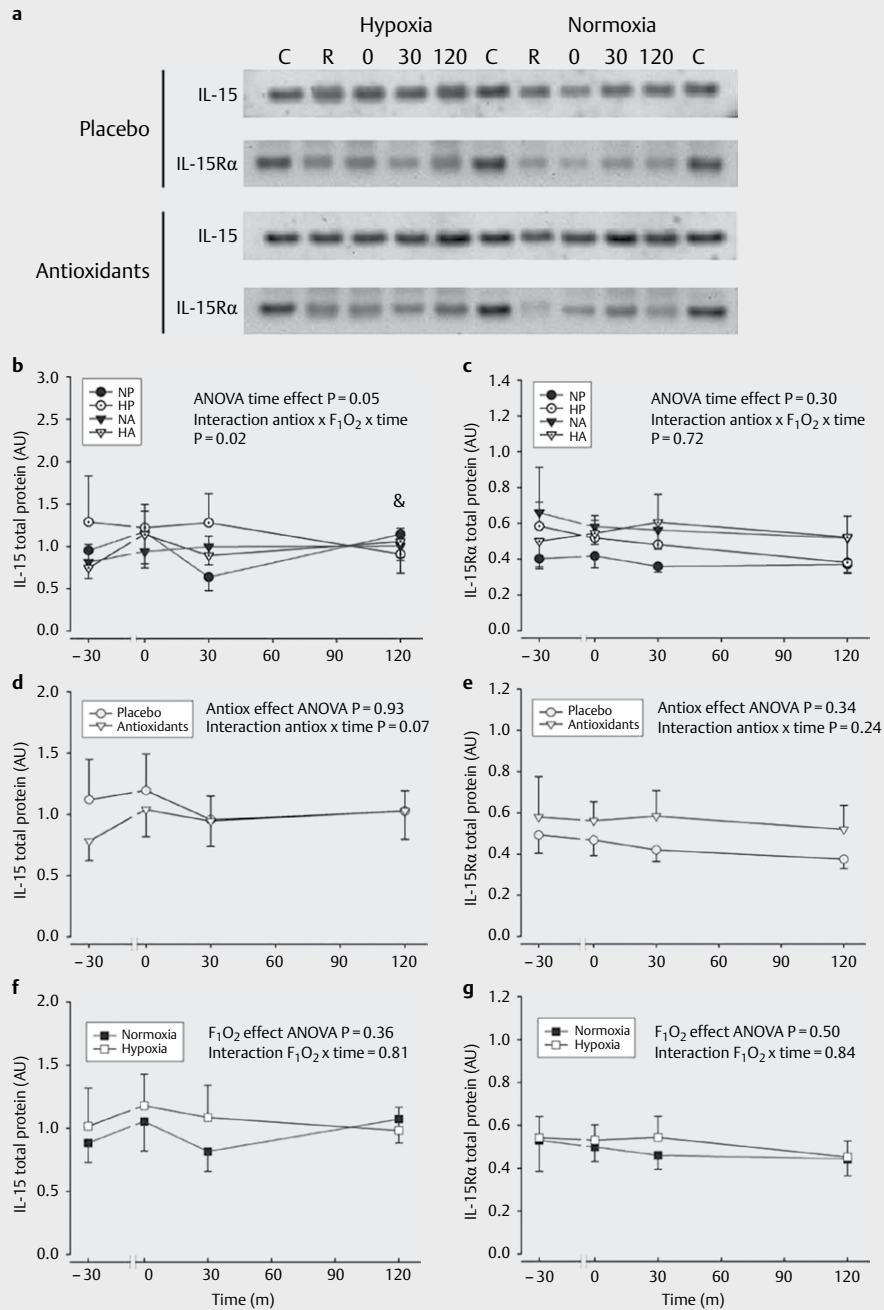 a
Hypoxia Normoxia
C R 0 30 120 C R 0 30 120 C
Placebo
IL-15
IL-15Rα
Antioxidants
IL-15
IL-15Rα
b
IL-15 total protein (AU)
3.0
2.5
2.0
1.5
1.0
0.5
0.0
NP
HP
NA
HA
ANOVA time effect P = 0.05
Interaction antiox x FIO2 x time
P = 0.02
&
−30 0 30 60 90 120
c
IL-15Rα total protein (AU)
1.4
1.2
1.0
0.8
0.6
0.4
0.2
0.0
NP
HP
NA
HA
ANOVA time effect P = 0.30
Interaction antiox x FIO2 x time
P = 0.72
−30 0 30 60 90 120
d
IL-15 total protein (AU)
2.0
1.5
1.0
0.5
0.0
Placebo
Antioxidants
Antiox effect ANOVA P = 0.93
Interaction antiox x time P = 0.07
−30 0 30 60 90 120
e
IL-15Rα total protein (AU)
1.2
1.0
0.8
0.6
0.4
0.2
0.0
Placebo
Antioxidants
Antiox effect ANOVA P = 0.34
Interaction antiox x time P = 0.24
−30 0 30 60 90 120
f
IL-15 total protein (AU)
2.0
1.5
1.0
0.5
0.0
Normoxia
Hypoxia
FIO2 effect ANOVA P = 0.36
Interaction FIO2 x time = 0.81
−30 0 30 60 90 120
Time (m)
g
IL-15Rα total protein (AU)
1.2
1.0
0.8
0.6
0.4
0.2
0.0
Normoxia
Hypoxia
FIO2 effect ANOVA P = 0.50
Interaction FIO2 x time = 0.84
−30 0 30 60 90 120
Time (m)